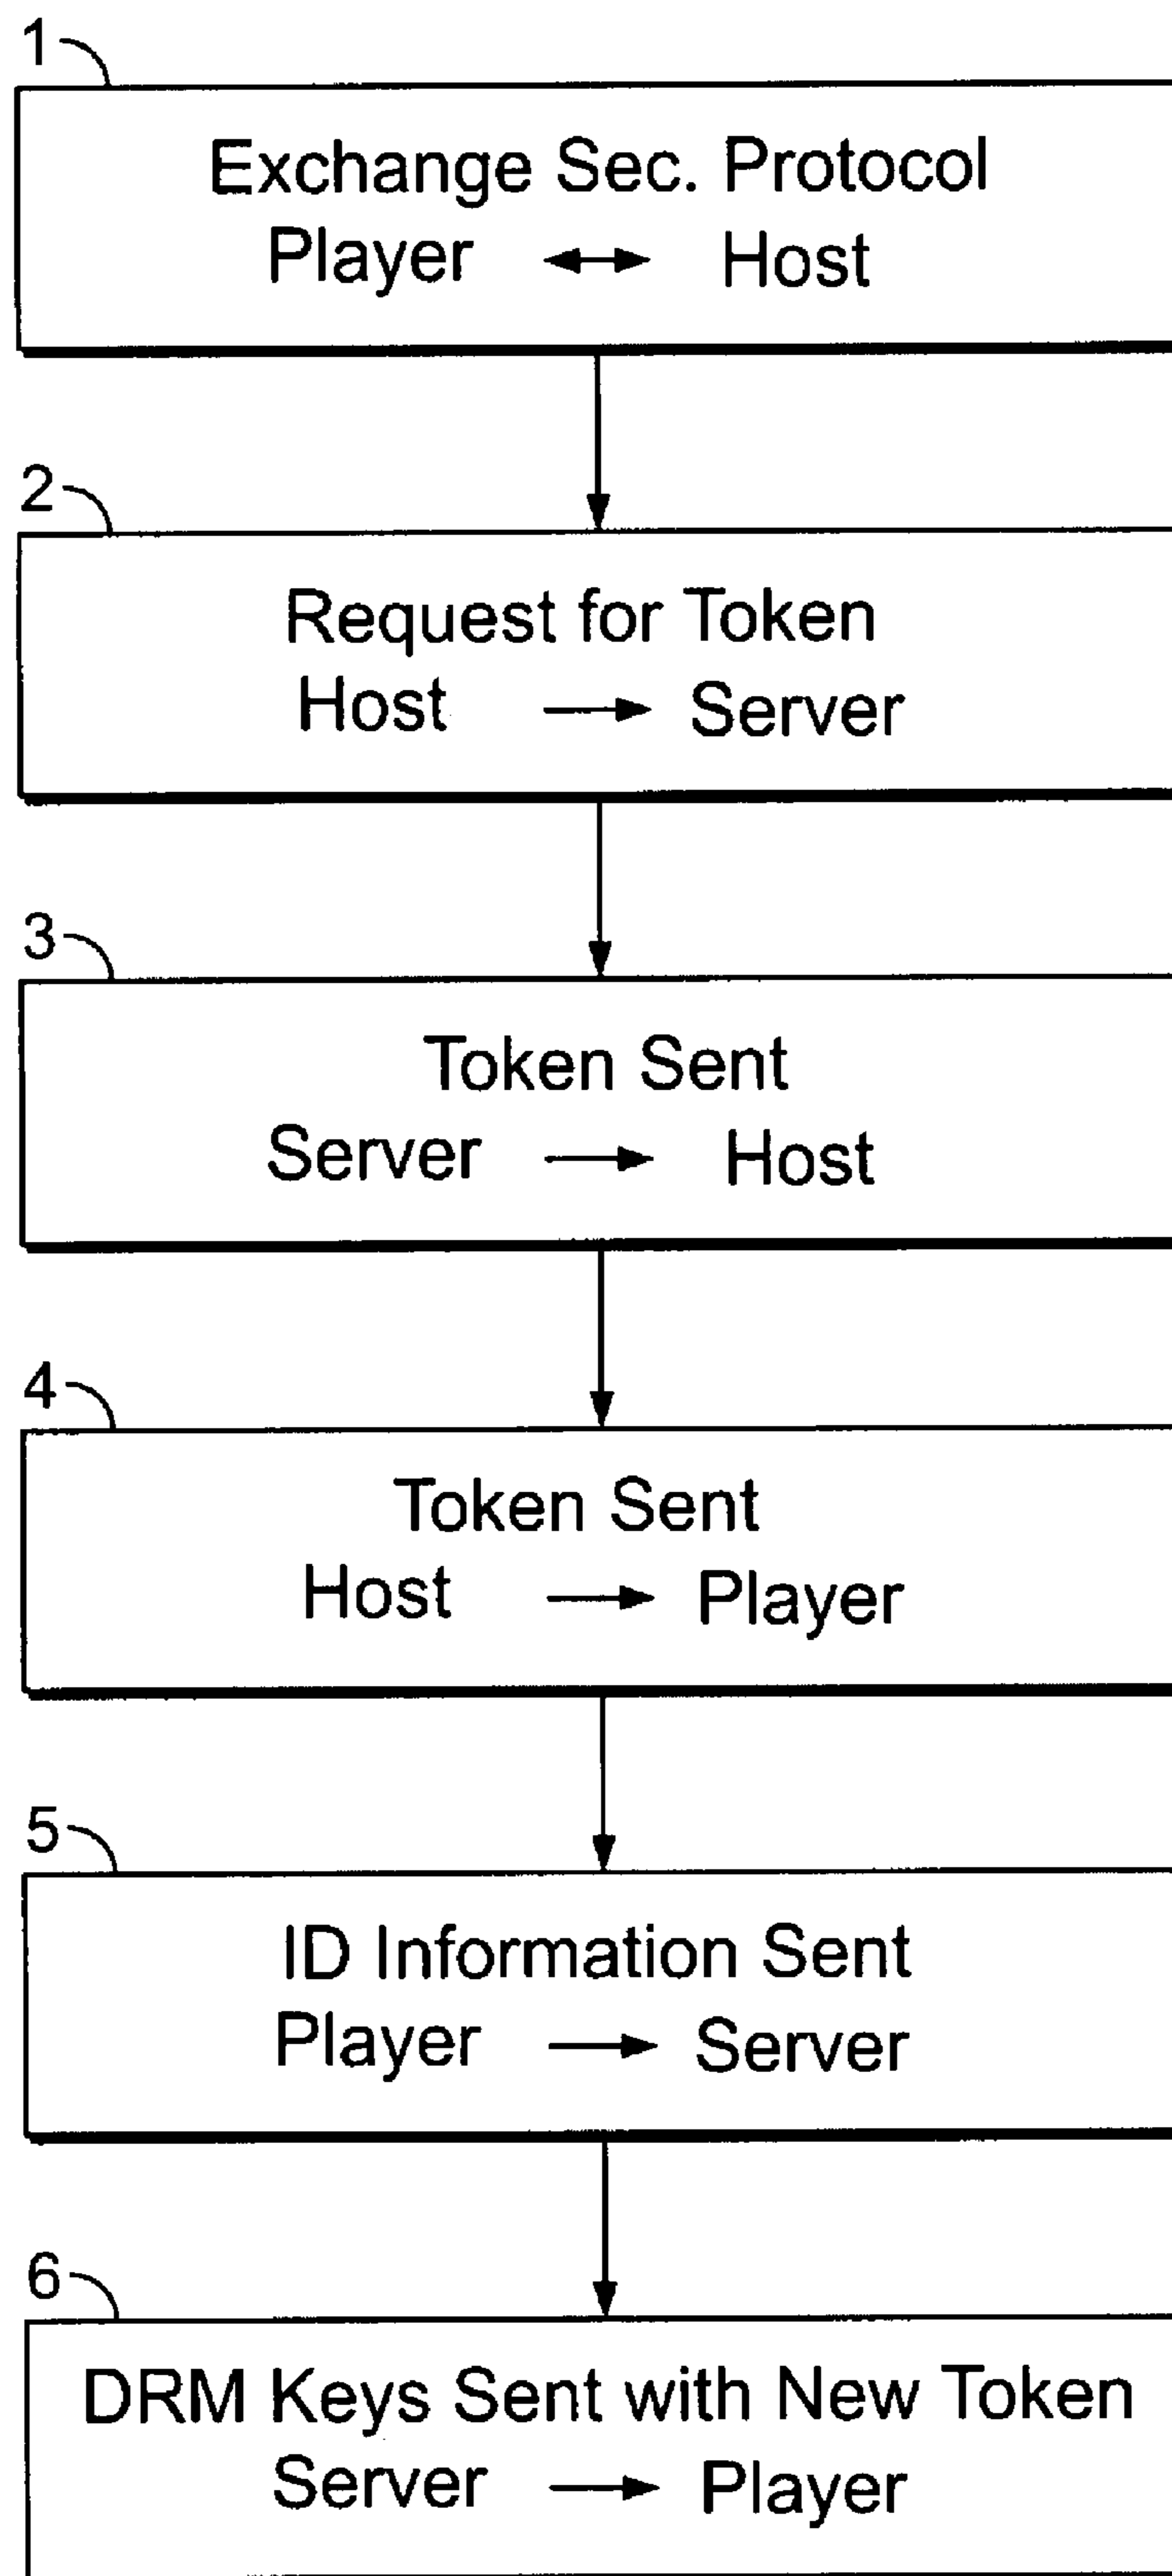 1
Exchange Sec. Protocol
Player ↔ Host
2
Request for Token
Host → Server
3
Token Sent
Server → Host
4
Token Sent
Host → Player
5
ID Information Sent
Player → Server
6
DRM Keys Sent with New Token
Server → Player